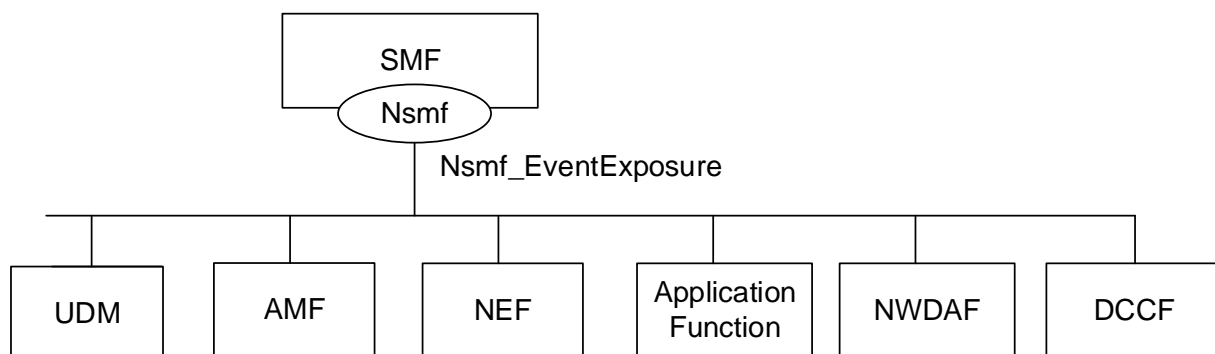 SMF
Nsmf
Nsmf_EventExposure
UDM
AMF
NEF
Application
Function
NWDAF
DCCF